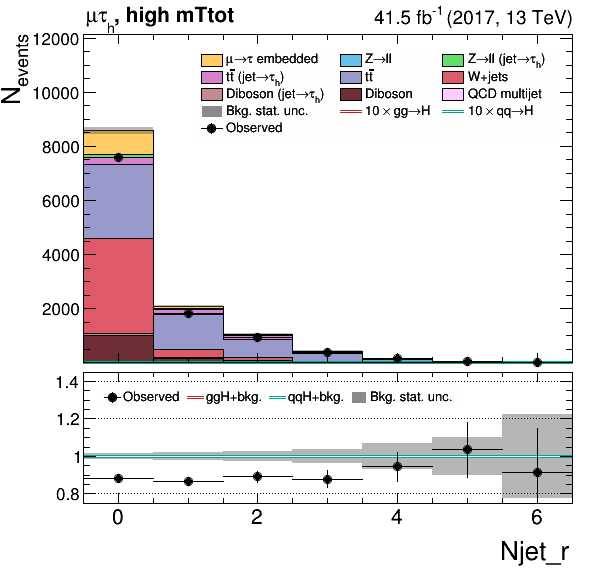 μτh, high mTtot
41.5 fb⁻¹ (2017, 13 TeV)
Nevents
12000
10000
8000
6000
4000
2000
μ→τ embedded
Z→ll
Z→ll (jet→τh)
tt̄ (jet→τh)
tt̄
W+jets
Diboson (jet→τh)
Diboson
QCD multijet
Bkg. stat. unc.
10 × gg→H
10 × qq→H
Observed
1.4
1.2
1
0.8
Observed
ggH+bkg.
qqH+bkg.
Bkg. stat. unc.
0
2
4
6
Njet_r